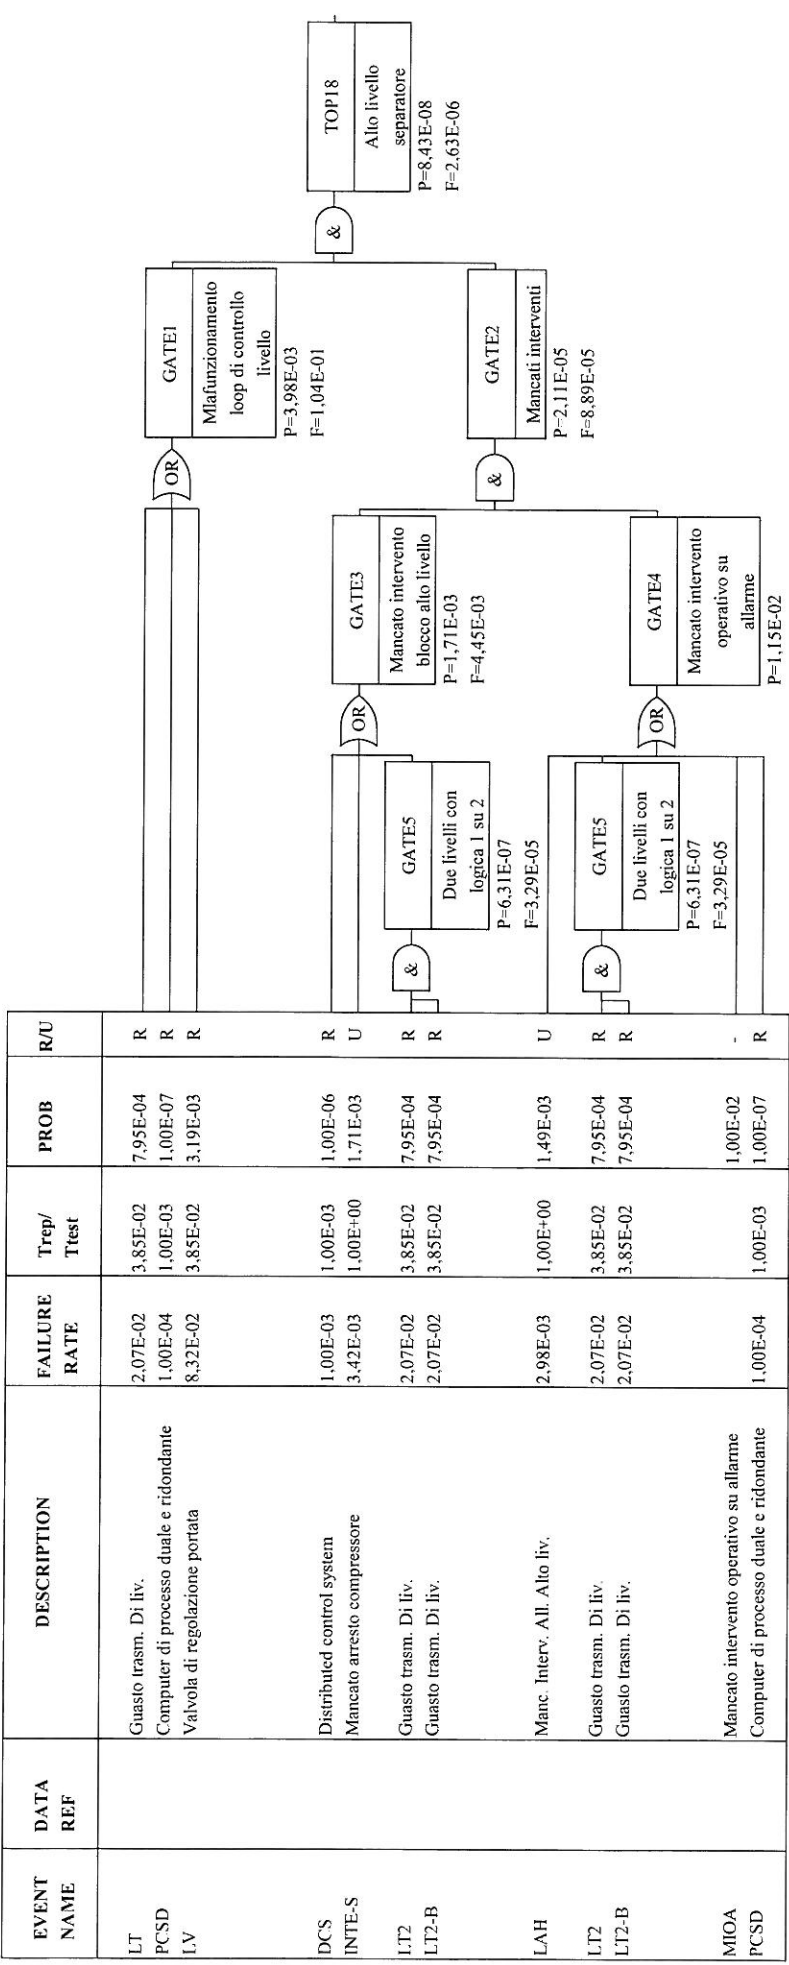 EVENT NAME DATA REF DESCRIPTION FAILURE RATE Trep/ Ttest PROB R/U
LT Guasto trasm. Di liv. 2,07E-02 3,85E-02 7,95E-04 R
PCSD Computer di processo duale e ridondante 1,00E-04 1,00E-03 1,00E-07 R
LV Valvola di regolazione portata 8,32E-02 3,85E-02 3,19E-03 R
DCS Distributed control system 1,00E-03 1,00E-03 1,00E-06 R
INTE-S Mancato arresto compressore 3,42E-03 1,00E+00 1,71E-03 U
LT2 Guasto trasm. Di liv. 2,07E-02 3,85E-02 7,95E-04 R
LT2-B Guasto trasm. Di liv. 2,07E-02 3,85E-02 7,95E-04 R
LAH Manc. Interv. All. Alto liv. 2,98E-03 1,00E+00 1,49E-03 U
LT2 Guasto trasm. Di liv. 2,07E-02 3,85E-02 7,95E-04 R
LT2-B Guasto trasm. Di liv. 2,07E-02 3,85E-02 7,95E-04 R
MIOA Mancato intervento operativo su allarme 1,00E-02 -
PCSD Computer di processo duale e ridondante 1,00E-04 1,00E-03 1,00E-07 R
&
GATE5
Due livelli con
logica 1 su 2
P=6,31E-07
F=3,29E-05
&
GATE5
Due livelli con
logica 1 su 2
P=6,31E-07
F=3,29E-05
OR
GATE3
Mancato intervento
blocco alto livello
P=1,71E-03
F=4,45E-03
OR
GATE4
Mancato intervento
operativo su
allarme
P=1,15E-02
OR
GATE1
Mlafunzionamento
loop di controllo
livello
P=3,98E-03
F=1,04E-01
&
GATE2
Mancati interventi
P=2,11E-05
F=8,89E-05
&
TOP18
Alto livello
separatore
P=8,43E-08
F=2,63E-06